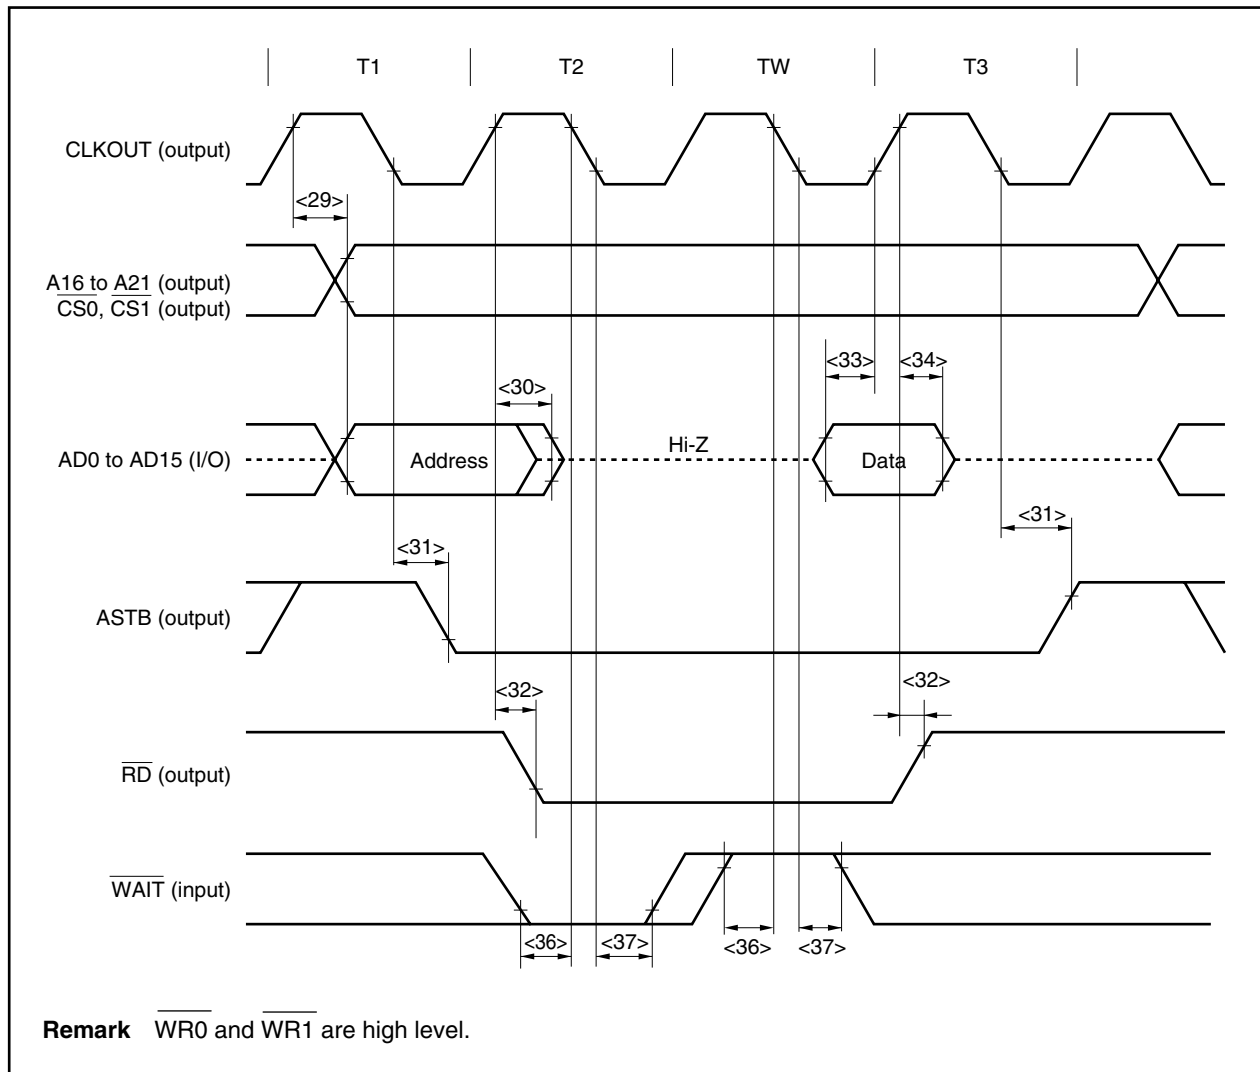 T1 T2 TW T3
CLKOUT (output)
<29>
A16 to A21 (output)
CS0, CS1 (output)
<33> <34>
<30>
Hi-Z
AD0 to AD15 (I/O) Address Data
<31>
<31>
ASTB (output)
<32>
<32>
RD (output)
WAIT (input)
<36> <37> <36> <37>
Remark WR0 and WR1 are high level.